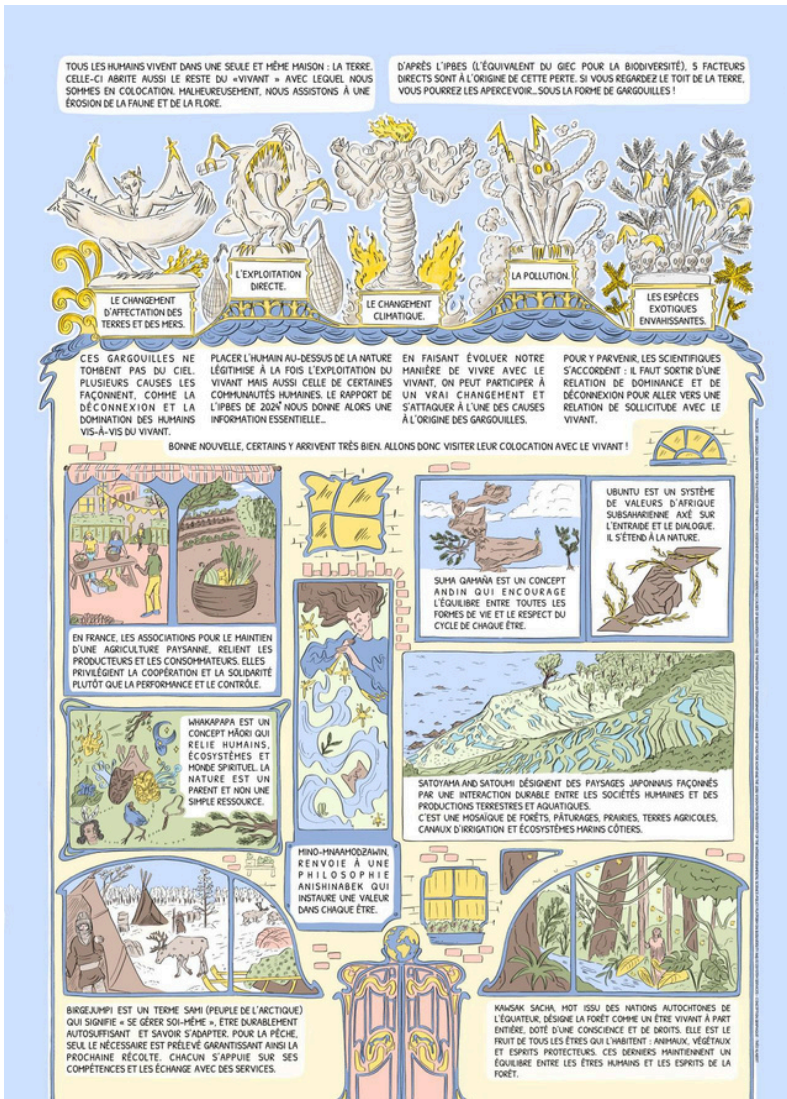 TOUS LES HUMAINS VIVENT DANS UNE SEULE ET MÊME MAISON : LA TERRE.
CELLE-CI ABRITE AUSSI LE RESTE DU «VIVANT » AVEC LEQUEL NOUS
SOMMES EN COLOCATION. MALHEUREUSEMENT, NOUS ASSISTONS À UNE
ÉROSION DE LA FAUNE ET DE LA FLORE.
D'APRÈS L'IPBES (L'ÉQUIVALENT DU GIEC POUR LA BIODIVERSITÉ), 5 FACTEURS
DIRECTS SONT À L'ORIGINE DE CETTE PERTE. SI VOUS REGARDEZ LE TOIT DE LA TERRE,
VOUS POURREZ LES APERCEVOIR... SOUS LA FORME DE GARGOUILLES !
LE CHANGEMENT
D'AFFECTATION DES
TERRES ET DES MERS.
L'EXPLOITATION
DIRECTE.
LE CHANGEMENT
CLIMATIQUE.
LA POLLUTION.
LES ESPÈCES
EXOTIQUES
ENVAHISSANTES.
CES GARGOUILLES NE
TOMBENT PAS DU CIEL.
PLUSIEURS CAUSES LES
FAÇONNENT, COMME LA
DÉCONNEXION ET LA
DOMINATION DES HUMAINS
VIS-À-VIS DU VIVANT.
PLACER L'HUMAIN AU-DESSUS DE LA NATURE
LÉGITIMISE À LA FOIS L'EXPLOITATION DU
VIVANT MAIS AUSSI CELLE DE CERTAINES
COMMUNAUTÉS HUMAINES. LE RAPPORT DE
L'IPBES DE 2024* NOUS DONNE ALORS UNE
INFORMATION ESSENTIELLE...
EN FAISANT ÉVOLUER NOTRE
MANIÈRE DE VIVRE AVEC LE
VIVANT, ON PEUT PARTICIPER À
UN VRAI CHANGEMENT ET
S'ATTAQUER À L'UNE DES CAUSES
À L'ORIGINE DES GARGOUILLES.
POUR Y PARVENIR, LES SCIENTIFIQUES
S'ACCORDENT : IL FAUT SORTIR D'UNE
RELATION DE DOMINANCE ET DE
DÉCONNEXION POUR ALLER VERS UNE
RELATION DE SOLLICITUDE AVEC LE
VIVANT.
BONNE NOUVELLE, CERTAINS Y ARRIVENT TRÈS BIEN. ALLONS DONC VISITER LEUR COLOCATION AVEC LE VIVANT !
EN FRANCE, LES ASSOCIATIONS POUR LE MAINTIEN
D'UNE AGRICULTURE PAYSANNE, RELIENT LES
PRODUCTEURS ET LES CONSOMMATEURS. ELLES
PRIVILÉGIENT LA COOPÉRATION ET LA SOLIDARITÉ
PLUTÔT QUE LA PERFORMANCE ET LE CONTRÔLE.
SUMA QAMAÑA EST UN CONCEPT
ANDIN QUI ENCOURAGE
L'ÉQUILIBRE ENTRE TOUTES LES
FORMES DE VIE ET LE RESPECT DU
CYCLE DE CHAQUE ÊTRE.
UBUNTU EST UN SYSTÈME
DE VALEURS D'AFRIQUE
SUBSAHARIENNE AXÉ SUR
L'ENTRAIDE ET LE DIALOGUE.
IL S'ÉTEND À LA NATURE.
WHAKAPAPA EST UN
CONCEPT MĀORI QUI
RELIE HUMAINS,
ÉCOSYSTÈMES ET
MONDE SPIRITUEL. LA
NATURE EST UN
PARENT ET NON UNE
SIMPLE RESSOURCE.
SATOYAMA AND SATOUMI DÉSIGNENT DES PAYSAGES JAPONNAIS FAÇONNÉS
PAR UNE INTERACTION DURABLE ENTRE LES SOCIÉTÉS HUMAINES ET DES
PRODUCTIONS TERRESTRES ET AQUATIQUES.
C'EST UNE MOSAÏQUE DE FORÊTS, PÂTURAGES, PRAIRIES, TERRES AGRICOLES,
CANAUX D'IRRIGATION ET ÉCOSYSTÈMES MARINS CÔTIERS.
MINO-MNAAMODZAWIN,
RENVOIE À UNE
PHILOSOPHIE
ANISHINABEK QUI
INSTAURE UNE VALEUR
DANS CHAQUE ÊTRE.
BIRGEJUMPI EST UN TERME SAMI (PEUPLE DE L'ARCTIQUE)
QUI SIGNIFIE « SE GÉRER SOI-MÊME », ETRE DURABLEMENT
AUTOSUFFISANT ET SAVOIR S'ADAPTER. POUR LA PÊCHE,
SEUL LE NÉCESSAIRE EST PRÉLEVÉ GARANTISSANT AINSI LA
PROCHAINE RÉCOLTE. CHACUN S'APPUIE SUR SES
COMPÉTENCES ET LES ÉCHANGE AVEC DES SERVICES.
KAWSAK SACHA, MOT ISSU DES NATIONS AUTOCHTONES DE
L'ÉQUATEUR, DÉSIGNE LA FORÊT COMME UN ÊTRE VIVANT À PART
ENTIÈRE, DOTÉ D'UNE CONSCIENCE ET DE DROITS. ELLE EST LE
FRUIT DE TOUS LES ÊTRES QUI L'HABITENT : ANIMAUX, VÉGÉTAUX
ET ESPRITS PROTECTEURS. CES DERNIERS MAINTIENNENT UN
ÉQUILIBRE ENTRE LES ÊTRES HUMAINS ET LES ESPRITS DE LA
FORÊT.